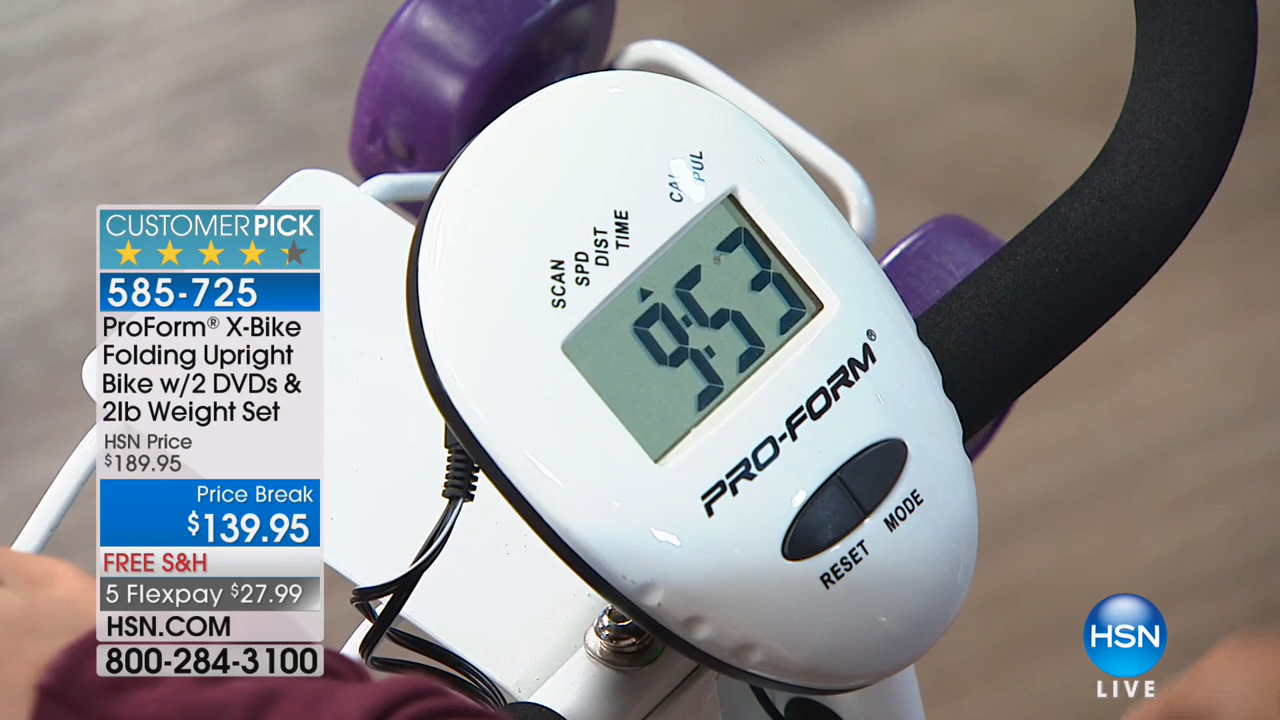 CUSTOMERPICK
585-725
ProForm® X-Bike
Folding Upright
Bike w/2 DVDs &
2lb Weight Set
HSN Price
$189.95
Price Break
$139.95
FREE S&H
5 Flexpay $27.99
HSN.COM
800-284-3100
SCAN
SPD
DIST
TIME
CAL
PUL
9:53
PRO-FORM®
RESET
MODE
HSN
LIVE